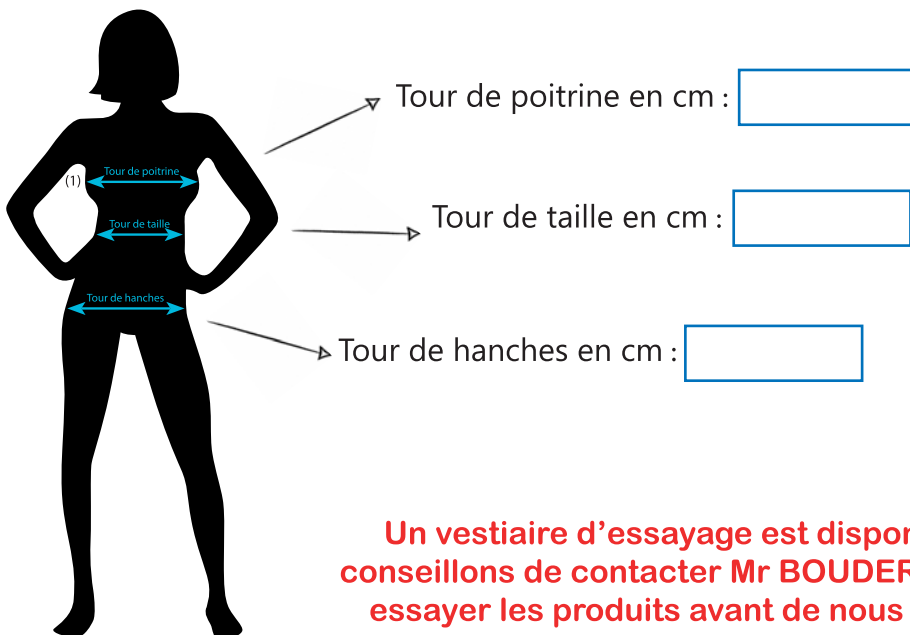 Tour de poitrine en cm :
(1)
Tour de poitrine
Tour de taille en cm :
Tour de taille
Tour de hanches
Tour de hanches en cm :
Un vestiaire d’essayage est
conseillons de contacter Mr
essayer les produits avant de nous